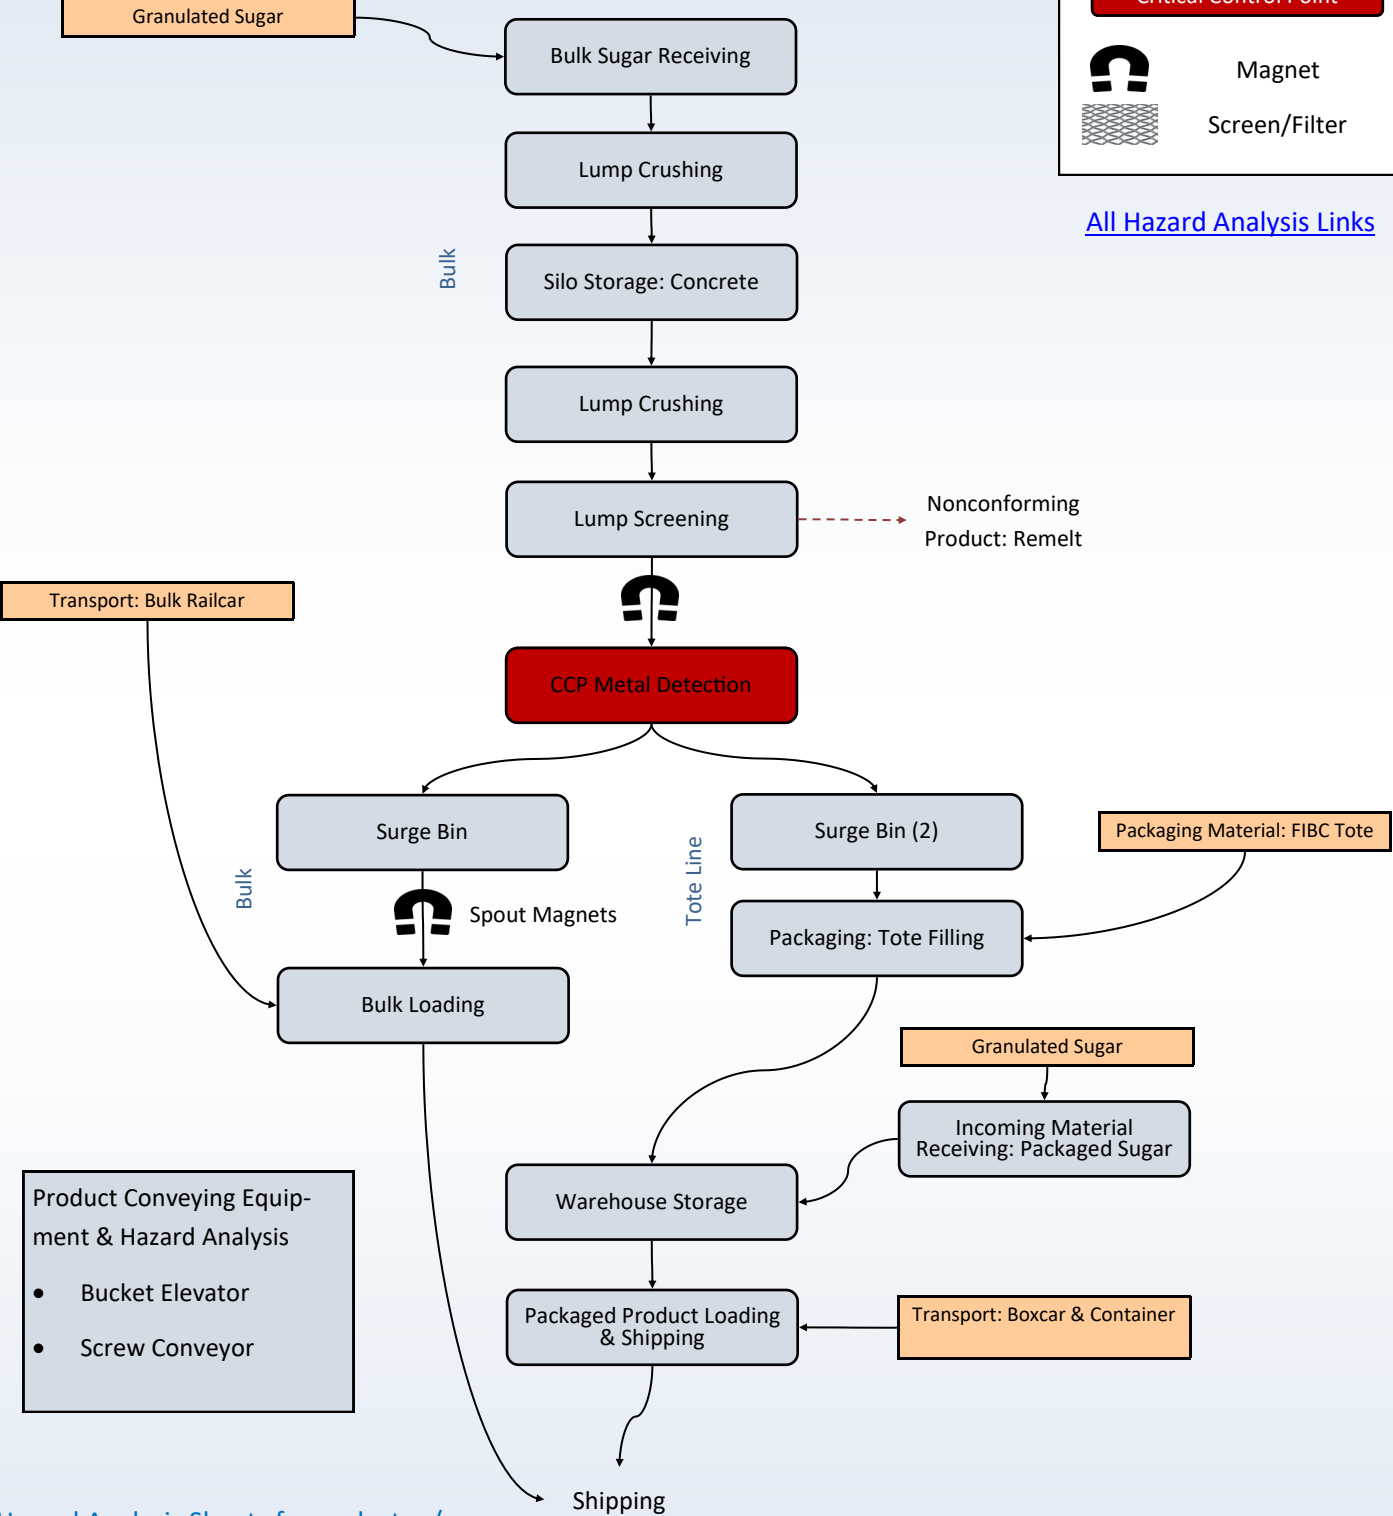 Granulated Sugar
Critical Control Point
Bulk Sugar Receiving
Magnet
Screen/Filter
Lump Crushing
All Hazard Analysis Links
Bulk
Silo Storage: Concrete
Lump Crushing
Lump Screening
Nonconforming
Product: Remelt
Transport: Bulk Railcar
CCP Metal Detection
Surge Bin
Surge Bin (2)
Packaging Material: FIBC Tote
Bulk
Tote Line
Spout Magnets
Packaging: Tote Filling
Bulk Loading
Granulated Sugar
Incoming Material
Receiving: Packaged Sugar
Warehouse Storage
Product Conveying Equip-
ment & Hazard Analysis
• Bucket Elevator
• Screw Conveyor
Packaged Product Loading
& Shipping
Transport: Boxcar & Container
Shipping